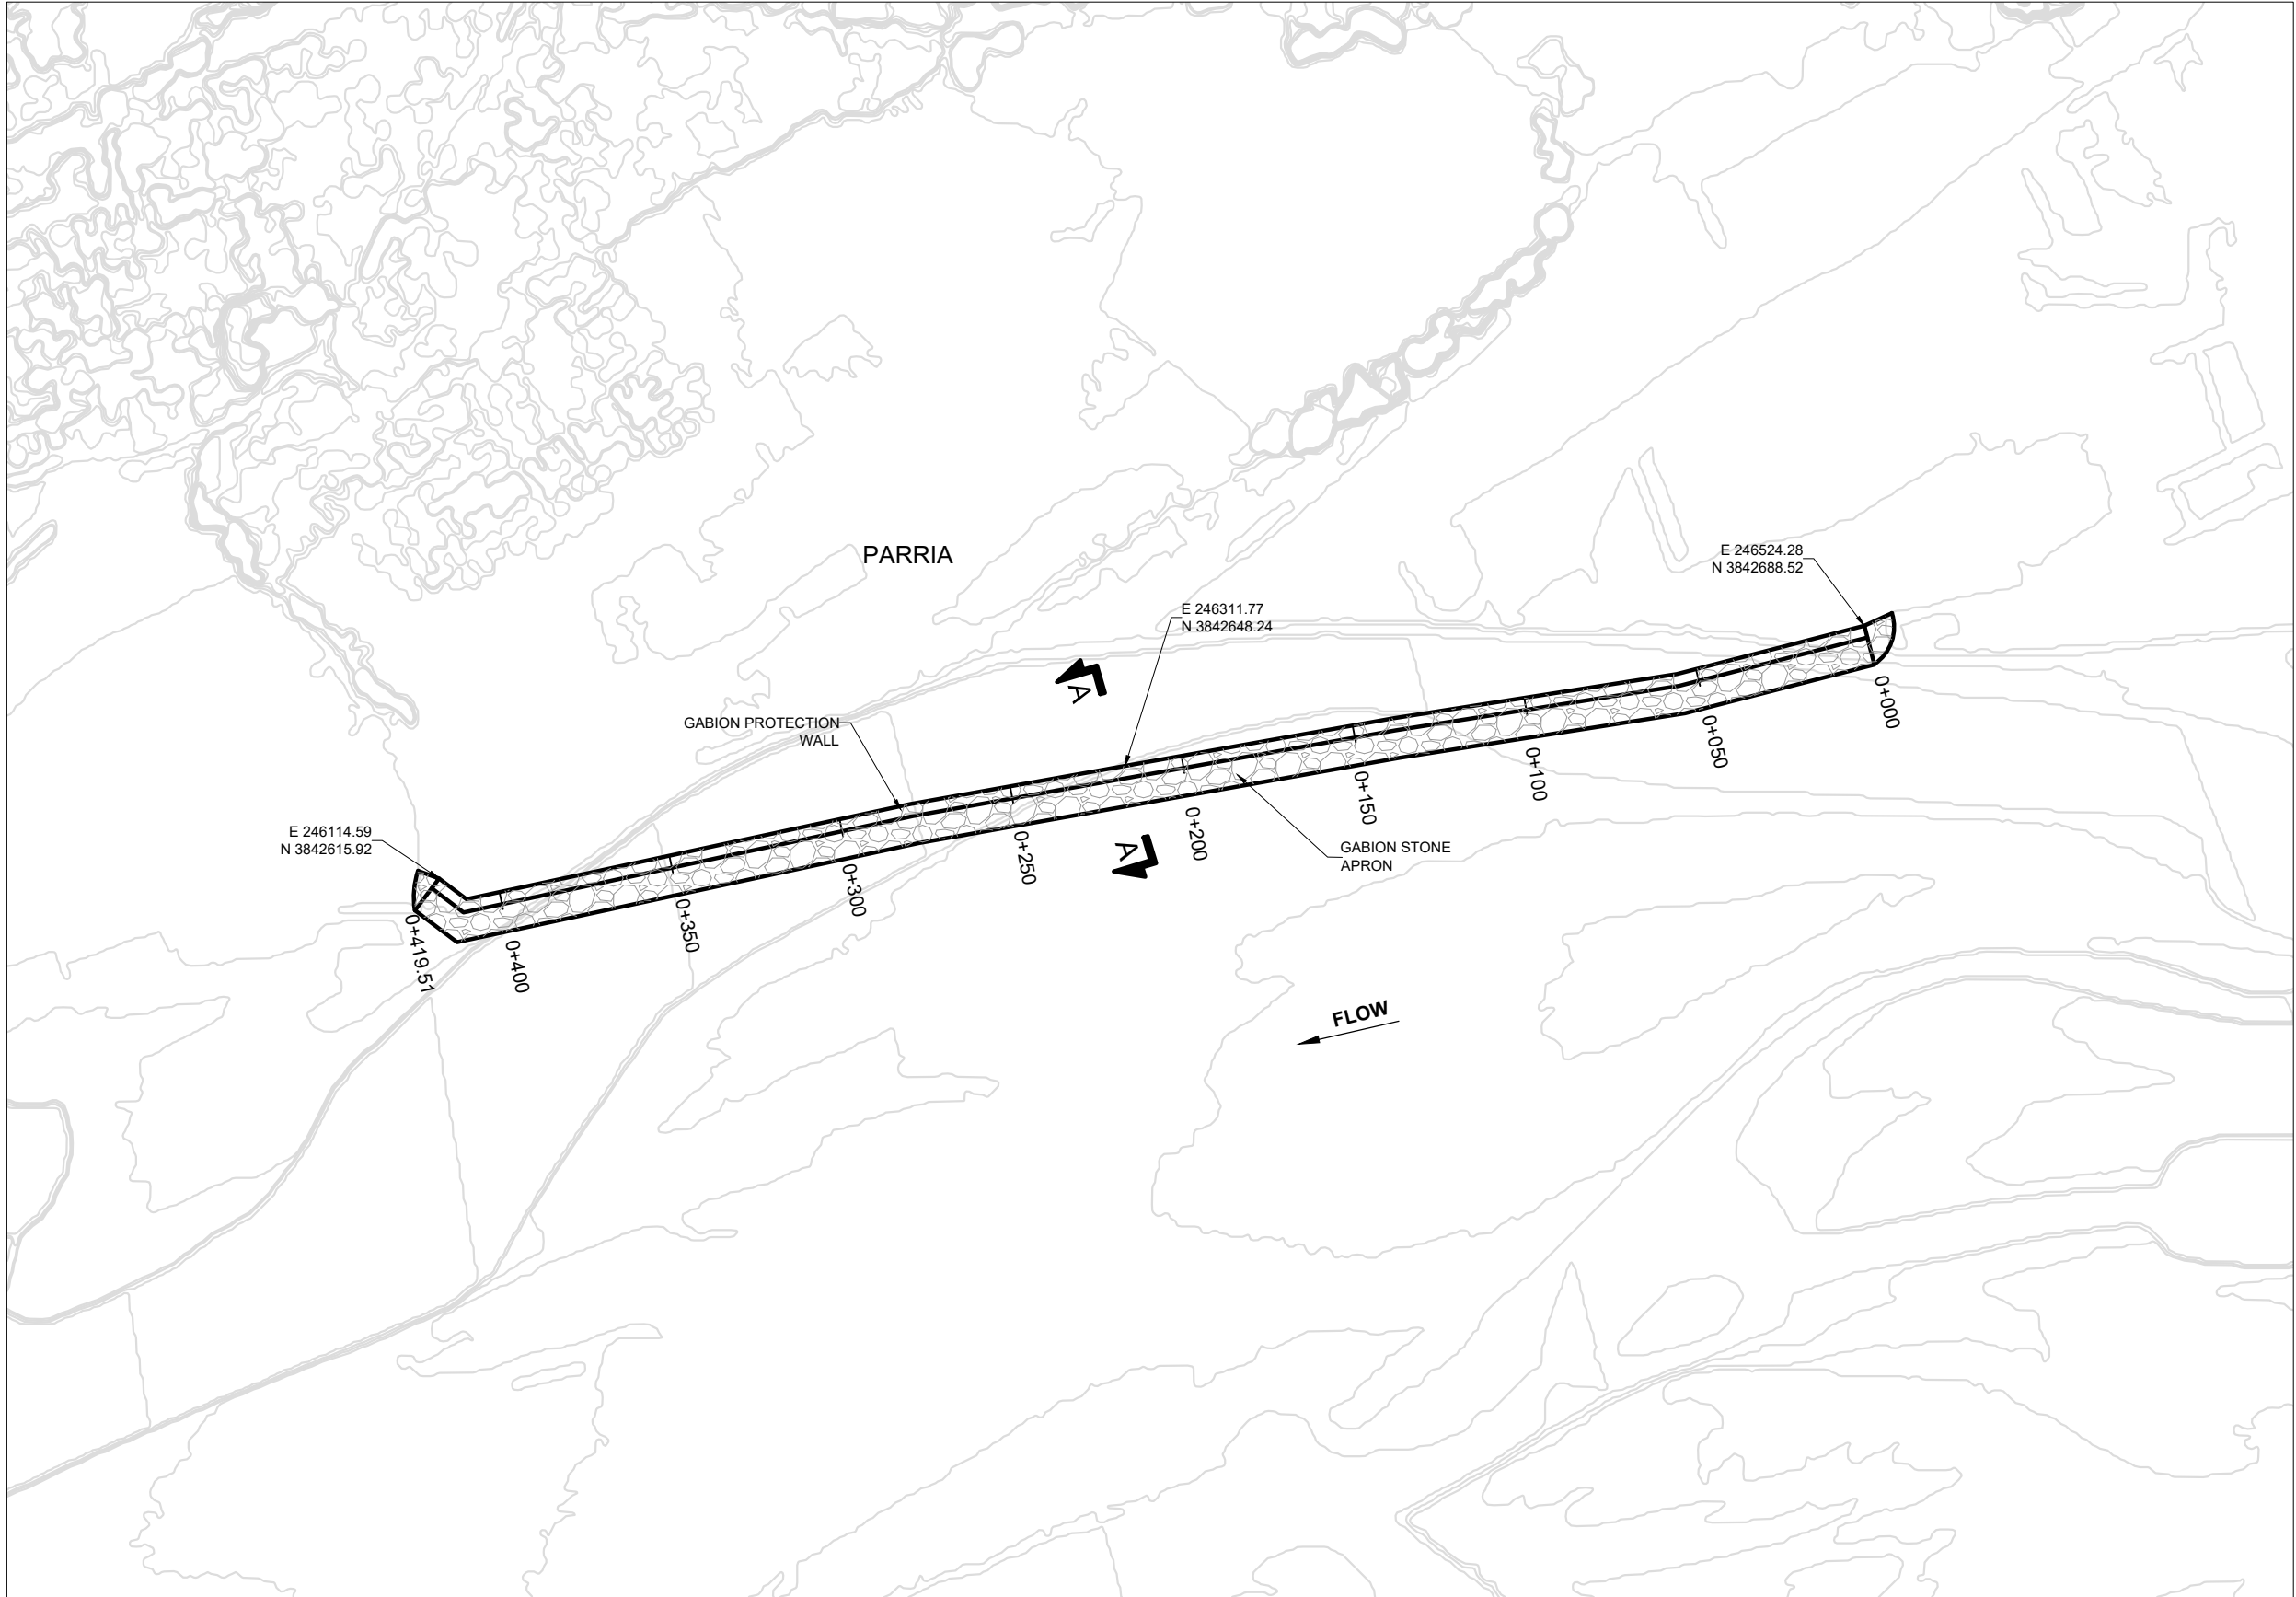 PARRIA
E 246524.28
N 3842688.52
E 246311.77
N 3842648.24
A
GABION PROTECTION
WALL
0+000
0+050
0+100
0+150
0+200
0+250
0+300
0+350
0+400
0+419.51
E 246114.59
N 3842615.92
A
GABION STONE
APRON
FLOW